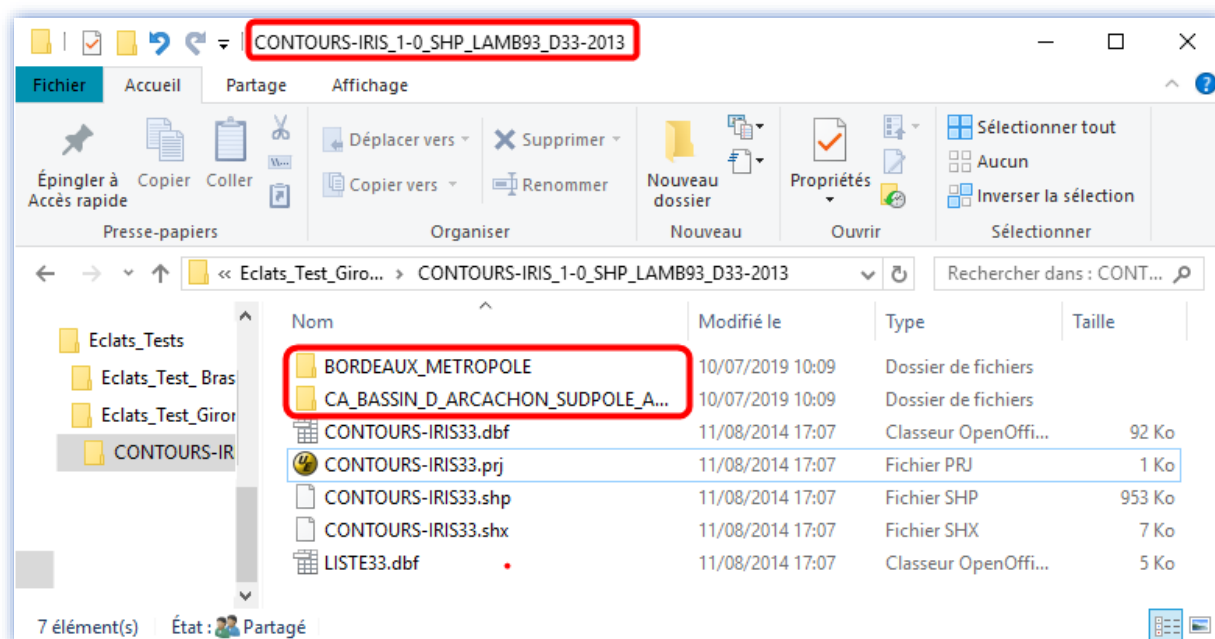 CONTOURS-IRIS_1-0_SHP_LAMB93_D33-2013
Fichier Accueil Partage Affichage
Épingler à Accès rapide
Copier
Coller
Déplacer vers
Copier vers
Supprimer
Renommer
Nouveau dossier
Propriétés
Sélectionner tout
Aucun
Inverser la sélection
Presse-papiers Organiser Nouveau Ouvrir Sélectionner
« Eclats_Test_Giro... › CONTOURS-IRIS_1-0_SHP_LAMB93_D33-2013
Rechercher dans : CONT...
Eclats_Tests
Eclats_Test_ Bras
Eclats_Test_Giror
CONTOURS-IR
Nom Modifié le Type Taille
BORDEAUX_METROPOLE 10/07/2019 10:09 Dossier de fichiers
CA_BASSIN_D_ARCACHON_SUDPOLE_A... 10/07/2019 10:09 Dossier de fichiers
CONTOURS-IRIS33.dbf 11/08/2014 17:07 Classeur OpenOffi... 92 Ko
CONTOURS-IRIS33.prj 11/08/2014 17:07 Fichier PRJ 1 Ko
CONTOURS-IRIS33.shp 11/08/2014 17:07 Fichier SHP 953 Ko
CONTOURS-IRIS33.shx 11/08/2014 17:07 Fichier SHX 7 Ko
LISTE33.dbf 11/08/2014 17:07 Classeur OpenOffi... 5 Ko
7 élément(s) État : Partagé